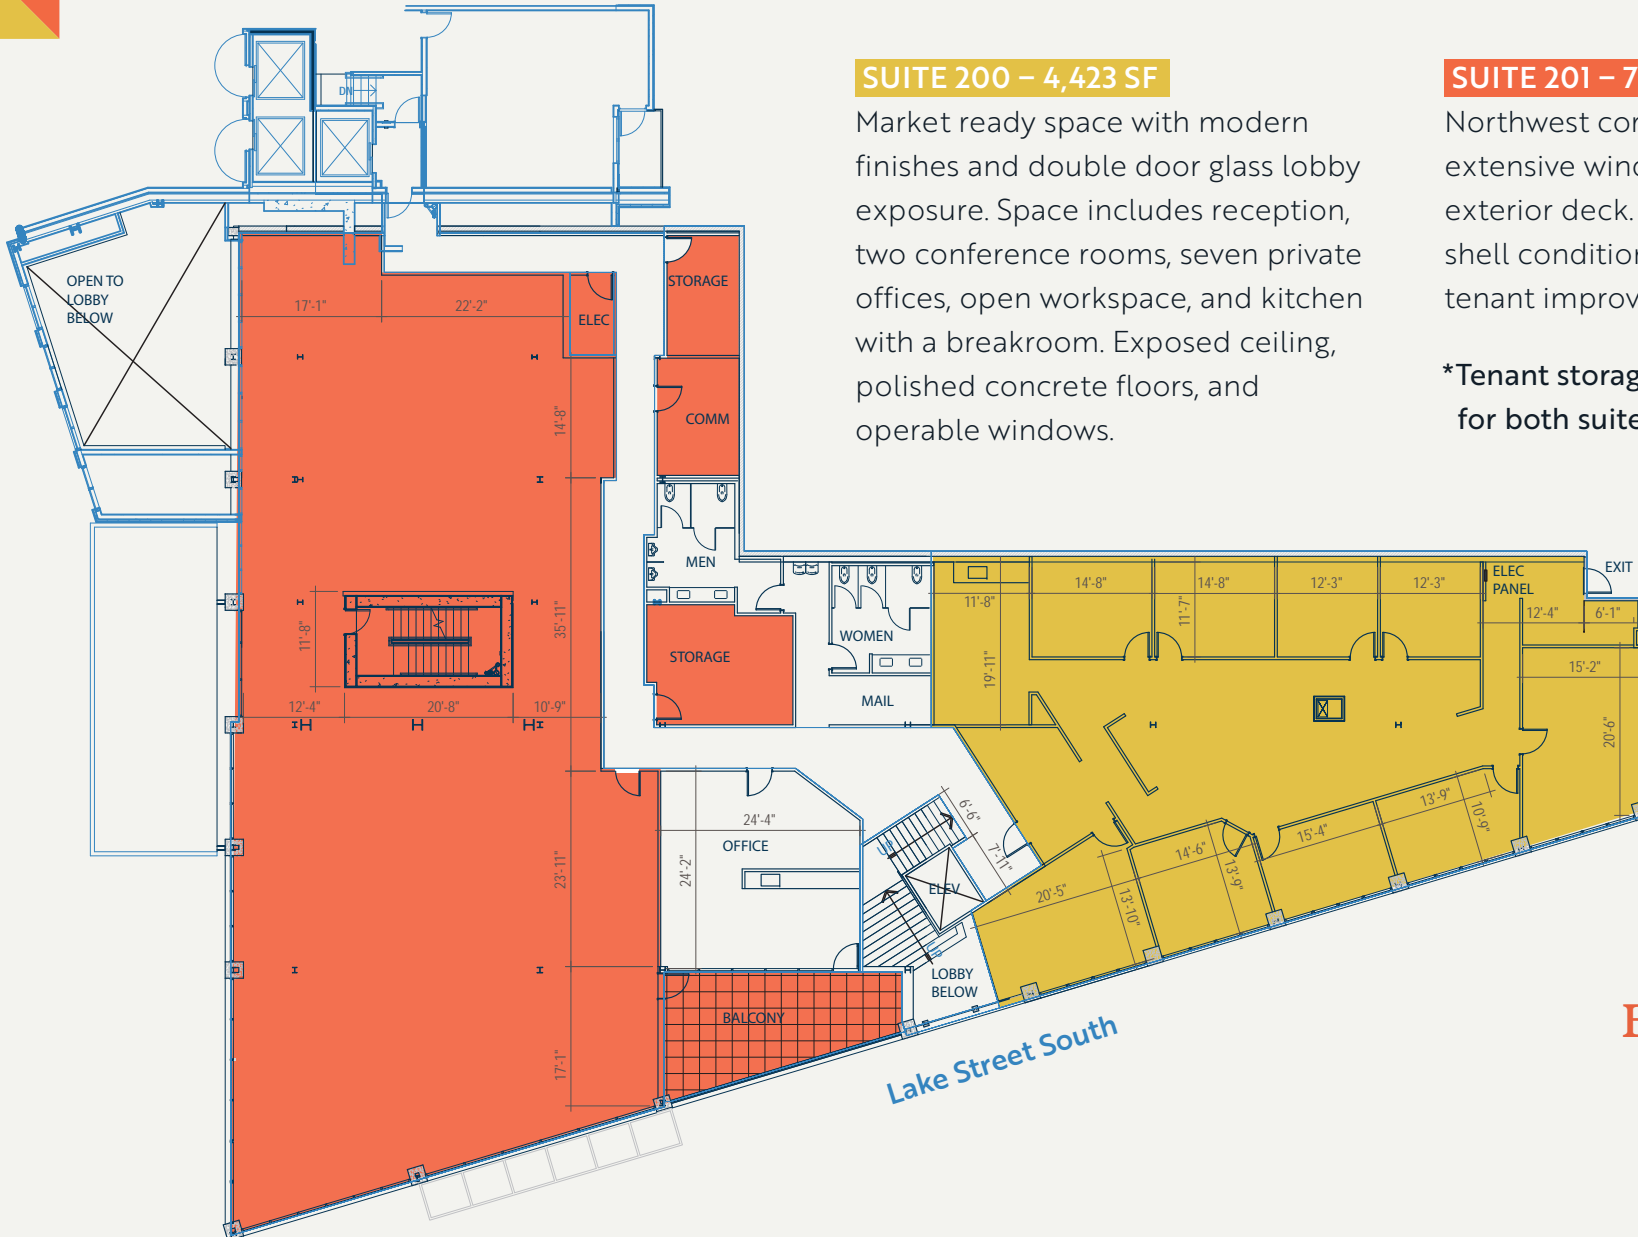 SUITE 200 – 4,423 SF
Market ready space with modern
finishes and double door glass lobby
exposure. Space includes reception,
two conference rooms, seven private
offices, open workspace, and kitchen
with a breakroom. Exposed ceiling,
polished concrete floors, and
operable windows.
SUITE 201 – 7
Northwest cor
extensive wind
exterior deck.
shell condition
tenant improv
*Tenant storag
for both suite
DN
OPEN TO
LOBBY
BELOW
17'-1"
22'-2"
ELEC
STORAGE
14'-8"
COMM
MEN
35'-11"
11'-8"
STORAGE
WOMEN
MAIL
12'-4"
20'-8"
10'-9"
11'-8"
19'-11"
14'-8"
11'-7"
14'-8"
12'-3"
12'-3"
ELEC
PANEL
EXIT
12'-4"
6'-1"
15'-2"
20'-6"
24'-4"
OFFICE
24'-2"
23'-11"
17'-1"
UP
6'-6"
7'-11"
ELEV
UP
LOBBY
BELOW
20'-5"
13'-10"
14'-6"
13'-9"
15'-4"
13'-9"
10'-9"
BALCONY
Lake Street South